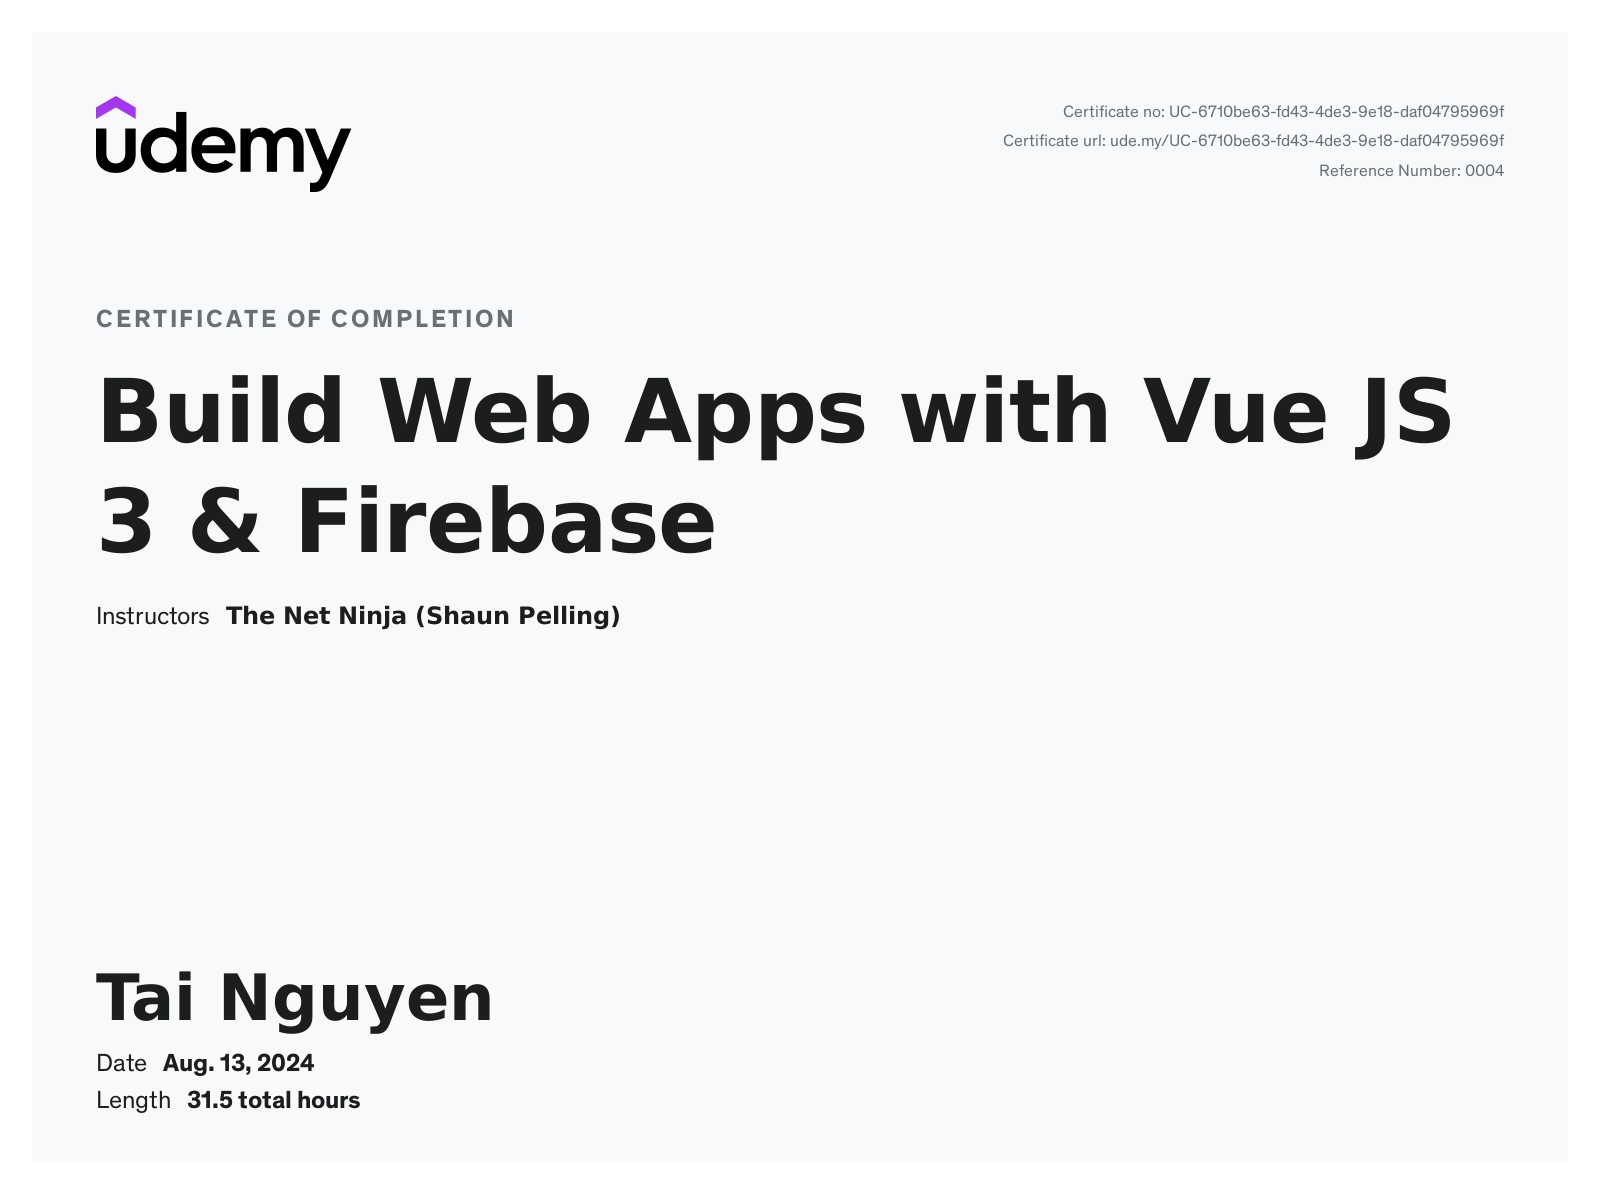 udemy
Certificate no: UC-6710be63-fd43-4de3-9e18-daf04795969f
Certificate url: ude.my/UC-6710be63-fd43-4de3-9e18-daf04795969f
Reference Number: 0004
CERTIFICATE OF COMPLETION
Build Web Apps with Vue JS
3 & Firebase
Instructors The Net Ninja (Shaun Pelling)
Tai Nguyen
Date Aug. 13, 2024
Length 31.5 total hours